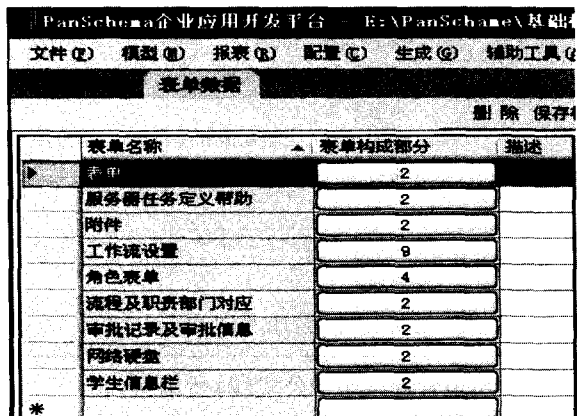 PanSchema企业应用开发平台 - E:\PanSchame\基础
文件(F) 模型(M) 报表(R) 配置(C) 生成(G) 辅助工具(
表单数据
删 除 保存
表单名称 表单构成部分 描述
表单 2
服务器任务定义帮助 2
附件 2
工作流设置 9
角色表单 4
流程及职责部门对应 2
审批记录及审批信息 2
网络硬盘 2
学生信息栏 2
*